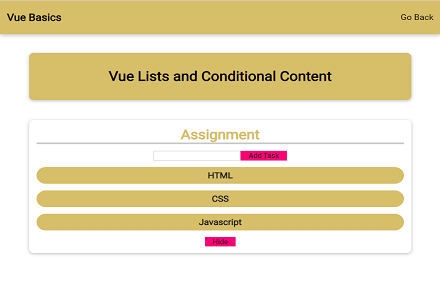 Vue Basics
Go Back
Vue Lists and Conditional Content
Assignment
Add Task
HTML
CSS
Javascript
Hide